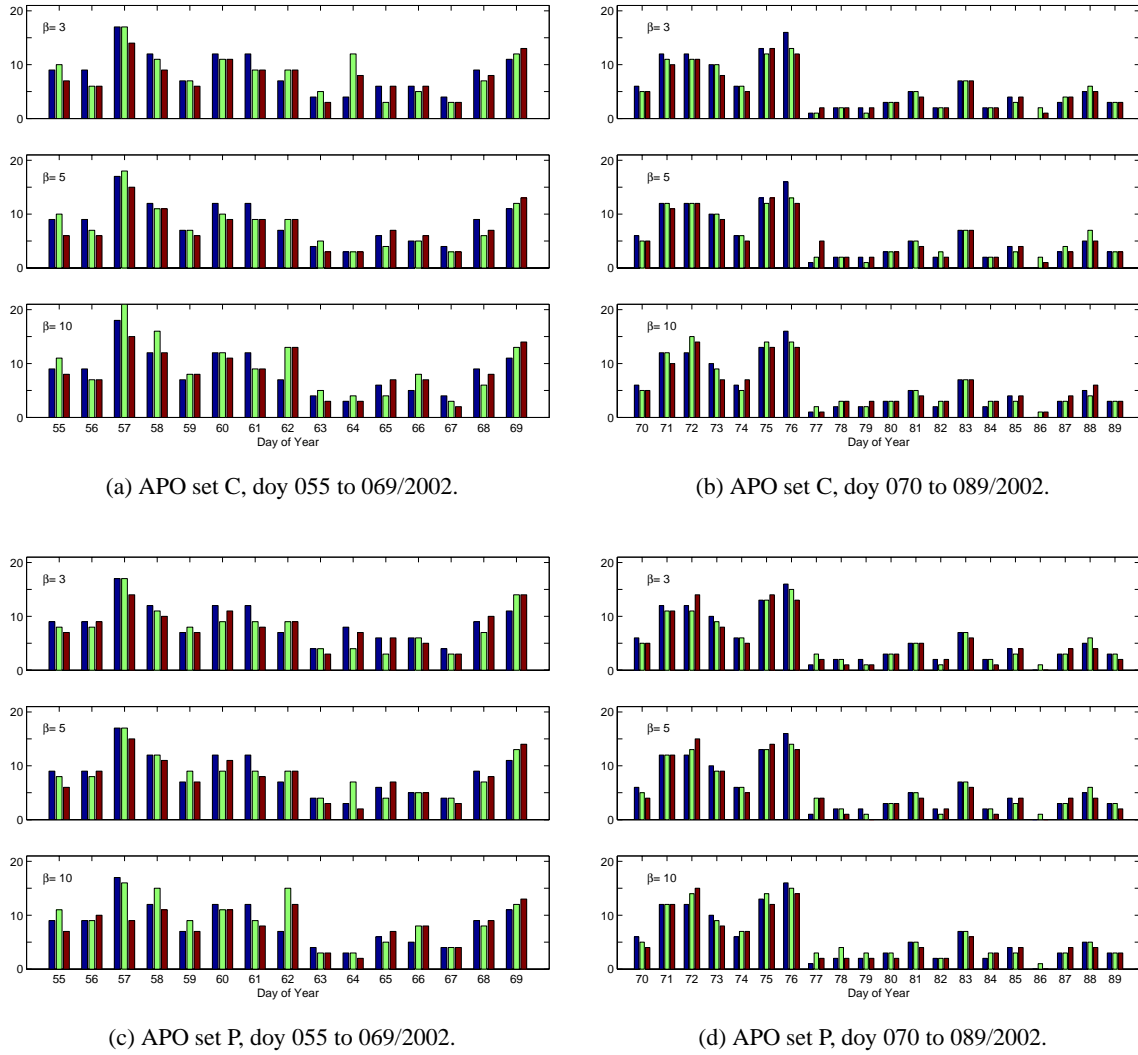 20
10
0
β= 3
20
10
0
β= 5
20
10
0
β= 10
55 56 57 58 59 60 61 62 63 64 65 66 67 68 69
Day of Year
(a) APO set C, doy 055 to 069/2002.
20
10
0
β= 3
20
10
0
β= 5
20
10
0
β= 10
70 71 72 73 74 75 76 77 78 79 80 81 82 83 84 85 86 87 88 89
Day of Year
(b) APO set C, doy 070 to 089/2002.
20
10
0
β= 3
20
10
0
β= 5
20
10
0
β= 10
55 56 57 58 59 60 61 62 63 64 65 66 67 68 69
Day of Year
(c) APO set P, doy 055 to 069/2002.
20
10
0
β= 3
20
10
0
β= 5
20
10
0
β= 10
70 71 72 73 74 75 76 77 78 79 80 81 82 83 84 85 86 87 88 89
Day of Year
(d) APO set P, doy 070 to 089/2002.